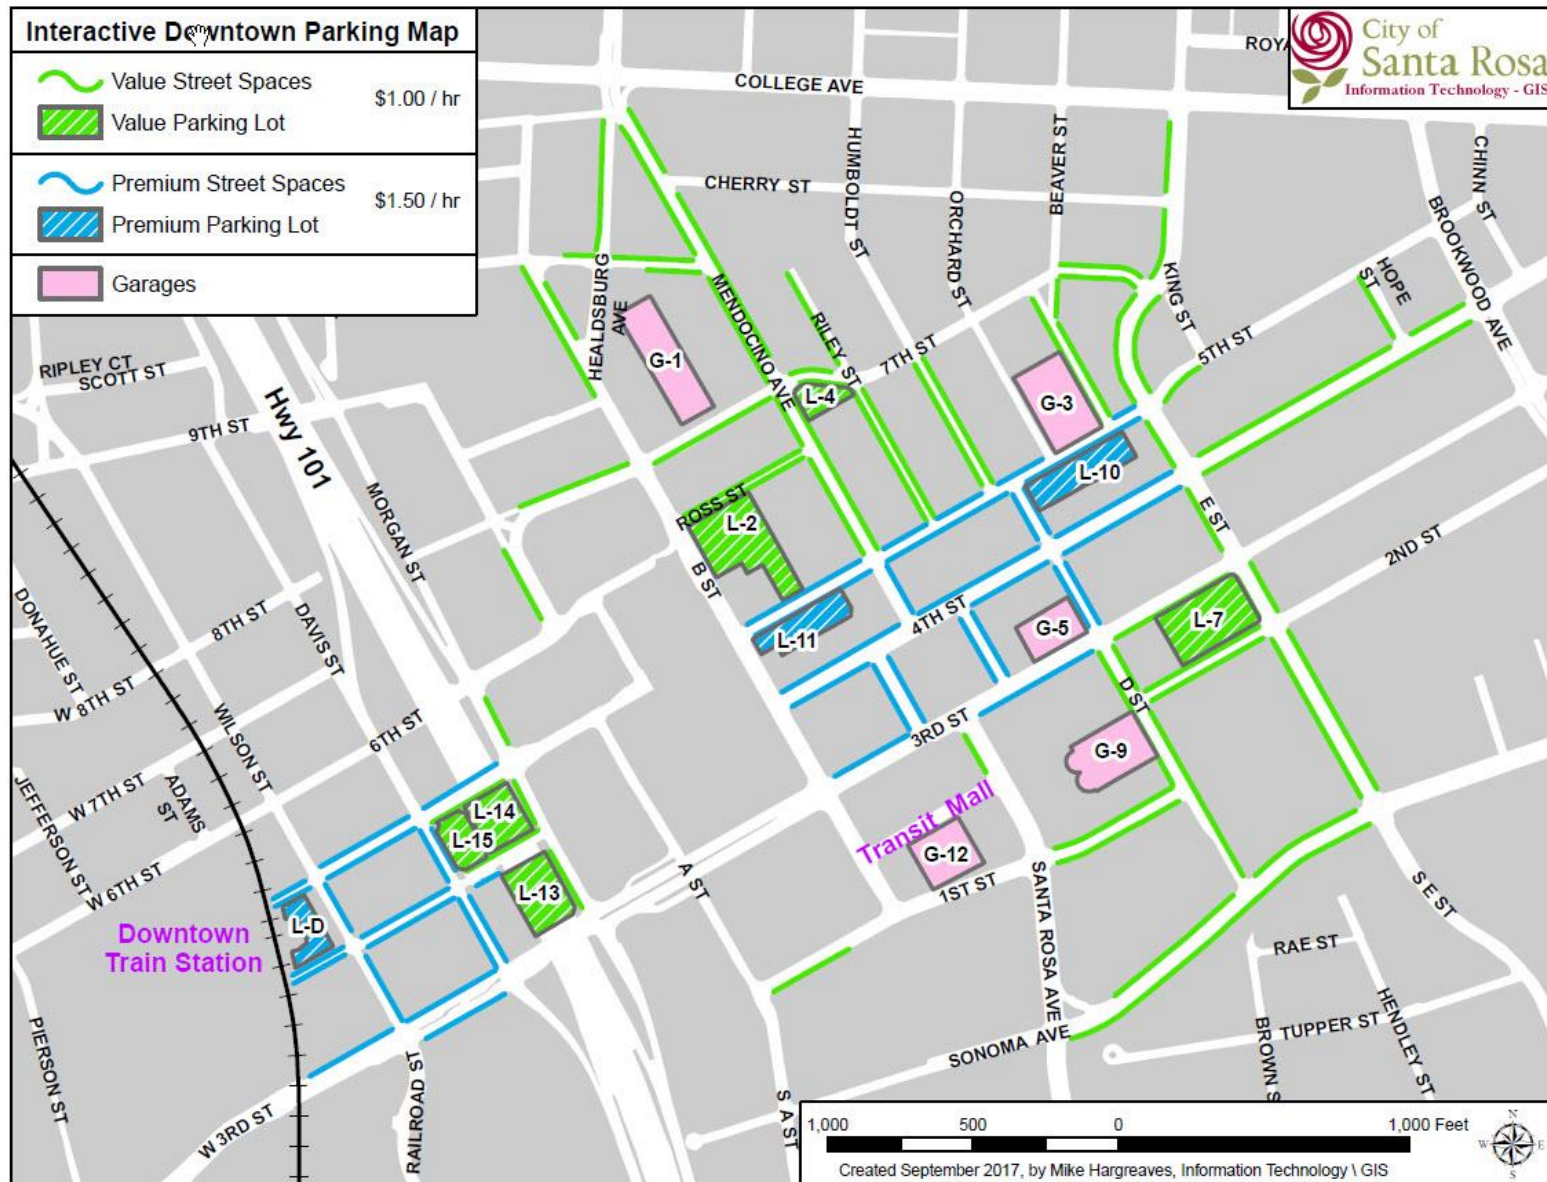 Interactive Downtown Parking Map
Value Street Spaces
$1.00 / hr
Value Parking Lot
Premium Street Spaces
$1.50 / hr
Premium Parking Lot
Garages
City of
Santa Rosa
Information Technology - GIS
COLLEGE AVE
CHERRY ST
HUMBOLDT ST
ORCHARD ST
BEAVER ST
KING ST
5TH ST
HOPE
ST
CHINN ST
BROOKWOOD AVE
HEALDSBURG
AVE
MENDOCINO AVE
RILEY ST
7TH ST
G-1
L-4
G-3
L-10
RIPLEY CT
SCOTT ST
9TH ST
Hwy 101
MORGAN ST
ROSS ST
L-2
B ST
L-11
4TH ST
G-5
E ST
2ND ST
L-7
D ST
3RD ST
G-9
DONAHUE ST
8TH ST
W 8TH ST
DAVIS ST
WILSON ST
6TH ST
W 7TH ST
ADAMS
ST
JEFFERSON ST
W 6TH ST
L-14
L-15
L-13
L-D
Downtown
Train Station
A ST
Transit Mall
G-12
1ST ST
SANTA ROSA AVE
S E ST
RAE ST
HENDLEY ST
TUPPER ST
BROWN S
SONOMA AVE
PIERSON ST
W 3RD ST
RAILROAD ST
S A ST
1,000 500 0 1,000 Feet
N
W E
S
Created September 2017, by Mike Hargreaves, Information Technology \ GIS